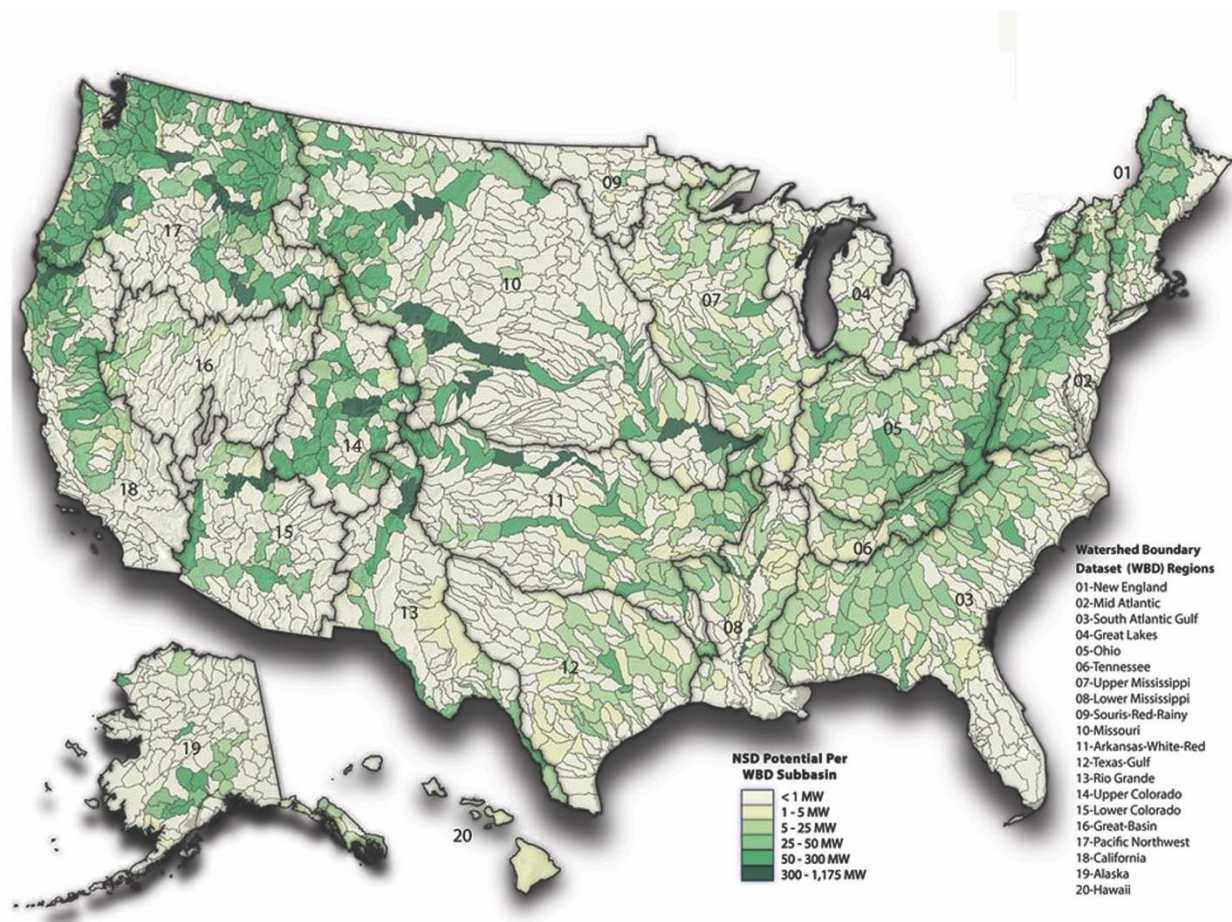 01
09
17
10
07
04
16
02
05
14
18
11
15
06
03
13
08
12
19
20
Watershed Boundary
Dataset (WBD) Regions
01-New England
02-Mid Atlantic
03-South Atlantic Gulf
04-Great Lakes
05-Ohio
06-Tennessee
07-Upper Mississippi
08-Lower Mississippi
09-Souris-Red-Rainy
10-Missouri
11-Arkansas-White-Red
12-Texas-Gulf
13-Rio Grande
14-Upper Colorado
15-Lower Colorado
16-Great-Basin
17-Pacific Northwest
18-California
19-Alaska
20-Hawaii
NSD Potential Per
WBD Subbasin
< 1 MW
1 - 5 MW
5 - 25 MW
25 - 50 MW
50 - 300 MW
300 - 1,175 MW